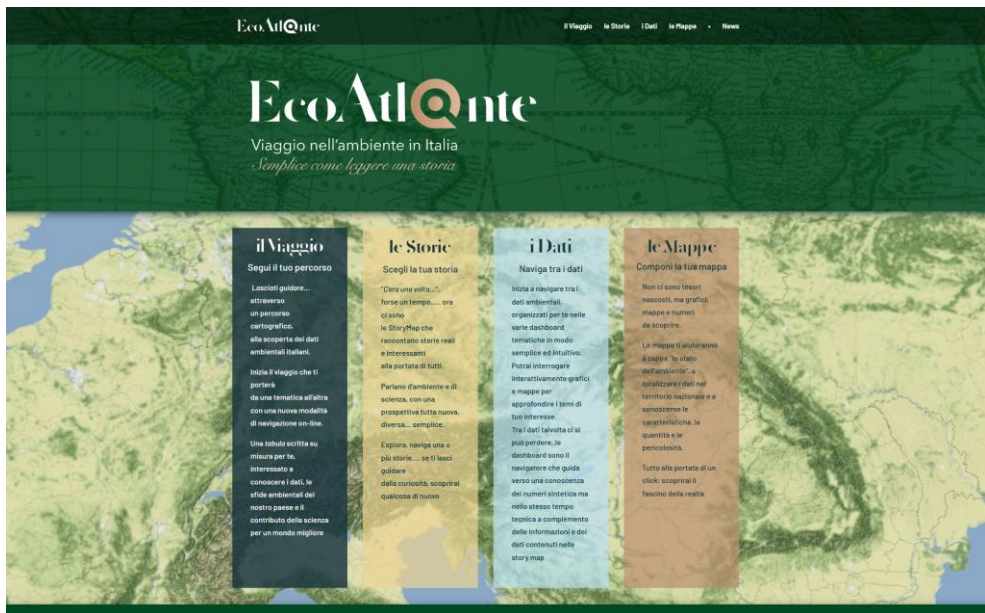 EcoAtl@nte
il Viaggio le Storie i Dati le Mappe • News
EcoAtl@nte
Viaggio nell'ambiente in Italia
Semplice come leggere una storia
il Viaggio
Segui il tuo percorso
Lasciati guidare...
attraverso
un percorso
cartografico,
alla scoperta dei dati
ambientali italiani.
Inizia il viaggio che ti
porterà
da una tematica all'altra
con una nuova modalità
di navigazione on-line.
Una tabula scritta su
misura per te,
interessato a
conoscere i dati, le
sfide ambientali del
nostro paese e il
contributo della scienza
per un mondo migliore
le Storie
Scegli la tua storia
"C'era una volta...",
forse un tempo..... ora
ci sono
le StoryMap che
raccontano storie reali
e interessanti
alla portata di tutti.
Parlano d'ambiente e di
scienza, con una
prospettiva tutta nuova,
diversa... semplice.
Esplora, naviga una o
più storie.... se ti lasci
guidare
dalla curiosità, scoprirai
qualcosa di nuovo
i Dati
Naviga tra i dati
Inizia a navigare tra i
dati ambientali,
organizzati per te nelle
varie dashboard
tematiche in modo
semplice ed intuitivo.
Potrai interrogare
interattivamente grafici
e mappe per
approfondire i temi di
tuo interesse.
Tra i dati talvolta ci si
può perdere..le
dashboard sono il
navigatore che guida
verso una conoscenza
dei numeri sintetica ma
nello stesso tempo
tecnica a complemento
delle informazioni e dei
dati contenuti nelle
story map
le Mappe
Componi la tua mappa
Non ci sono tesori
nascosti, ma grafici,
mappe e numeri
da scoprire.
Le mappe ti aiuteranno
a capire "lo stato
dell'ambiente", a
localizzare i dati nel
territorio nazionale e a
conoscerne le
caratteristiche, le
quantità e le
pericolosità.
Tutto alla portata di un
click: scoprirai il
fascino della realtà